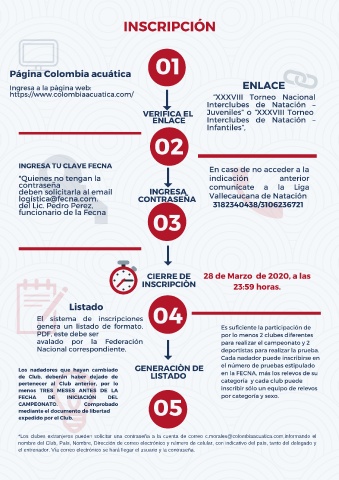 INSCRIPCIÓN
01
Página Colombia acuática
Ingresa a la página web:
https://www.colombiaacuatica.com/
VERIFICA EL
ENLACE
ENLACE
"XXXVIII Torneo Nacional
Interclubes de Natación –
Juveniles" o "XXXVIII Torneo
Interclubes de Natación –
Infantiles",
02
INGRESA TU CLAVE FECNA
"Quienes no tengan la
contraseña
deben solicitarla al email
logística@fecna.com,
del Lic. Pedro Perez,
funcionario de la Fecna
INGRESA
CONTRASEÑA
En caso de no acceder a la
indicación anterior
comunícate a la Liga
Vallecaucana de Natación
3182340438/3106256721
03
CIERRE DE
INSCRIPCIÓN
28 de Marzo de 2020, a las
23:59 horas.
Listado
El sistema de inscripciones
genera un listado de formato.
PDF, este debe ser
avalado por la Federación
Nacional correspondiente.
04
Es suficiente la participación de
por lo menos 2 clubes diferentes
para realizar el campeonato y 2
deportistas para realizar la prueba.
Cada nadador puede inscribirse en
el número de pruebas estipulado
en la FECNA, más los relevos de su
categoría y cada club puede
inscribir sólo un equipo de relevos
por categoría y sexo.
Los nadadores que hayan cambiado
de Club, deberán haber dejado de
pertenecer al Club anterior, por lo
menos TRES MESES ANTES DE LA
FECHA DE INICIACIÓN DEL
CAMPEONATO. Comprobado
mediante el documento de libertad
expedido por el Club.
GENERACIÓN DE
LISTADO
05
"Los clubes extranjeros pueden solicitar una contraseña a la cuenta de correo c.morales@colombiaacuatica.com,informando el
nombre del Club, País, Nombre, Dirección de correo electrónico y número de celular, con indicativo del país, tanto del delegado y
el entrenador. Vía correo electrónico se hará llegar el usuario y la contraseña.